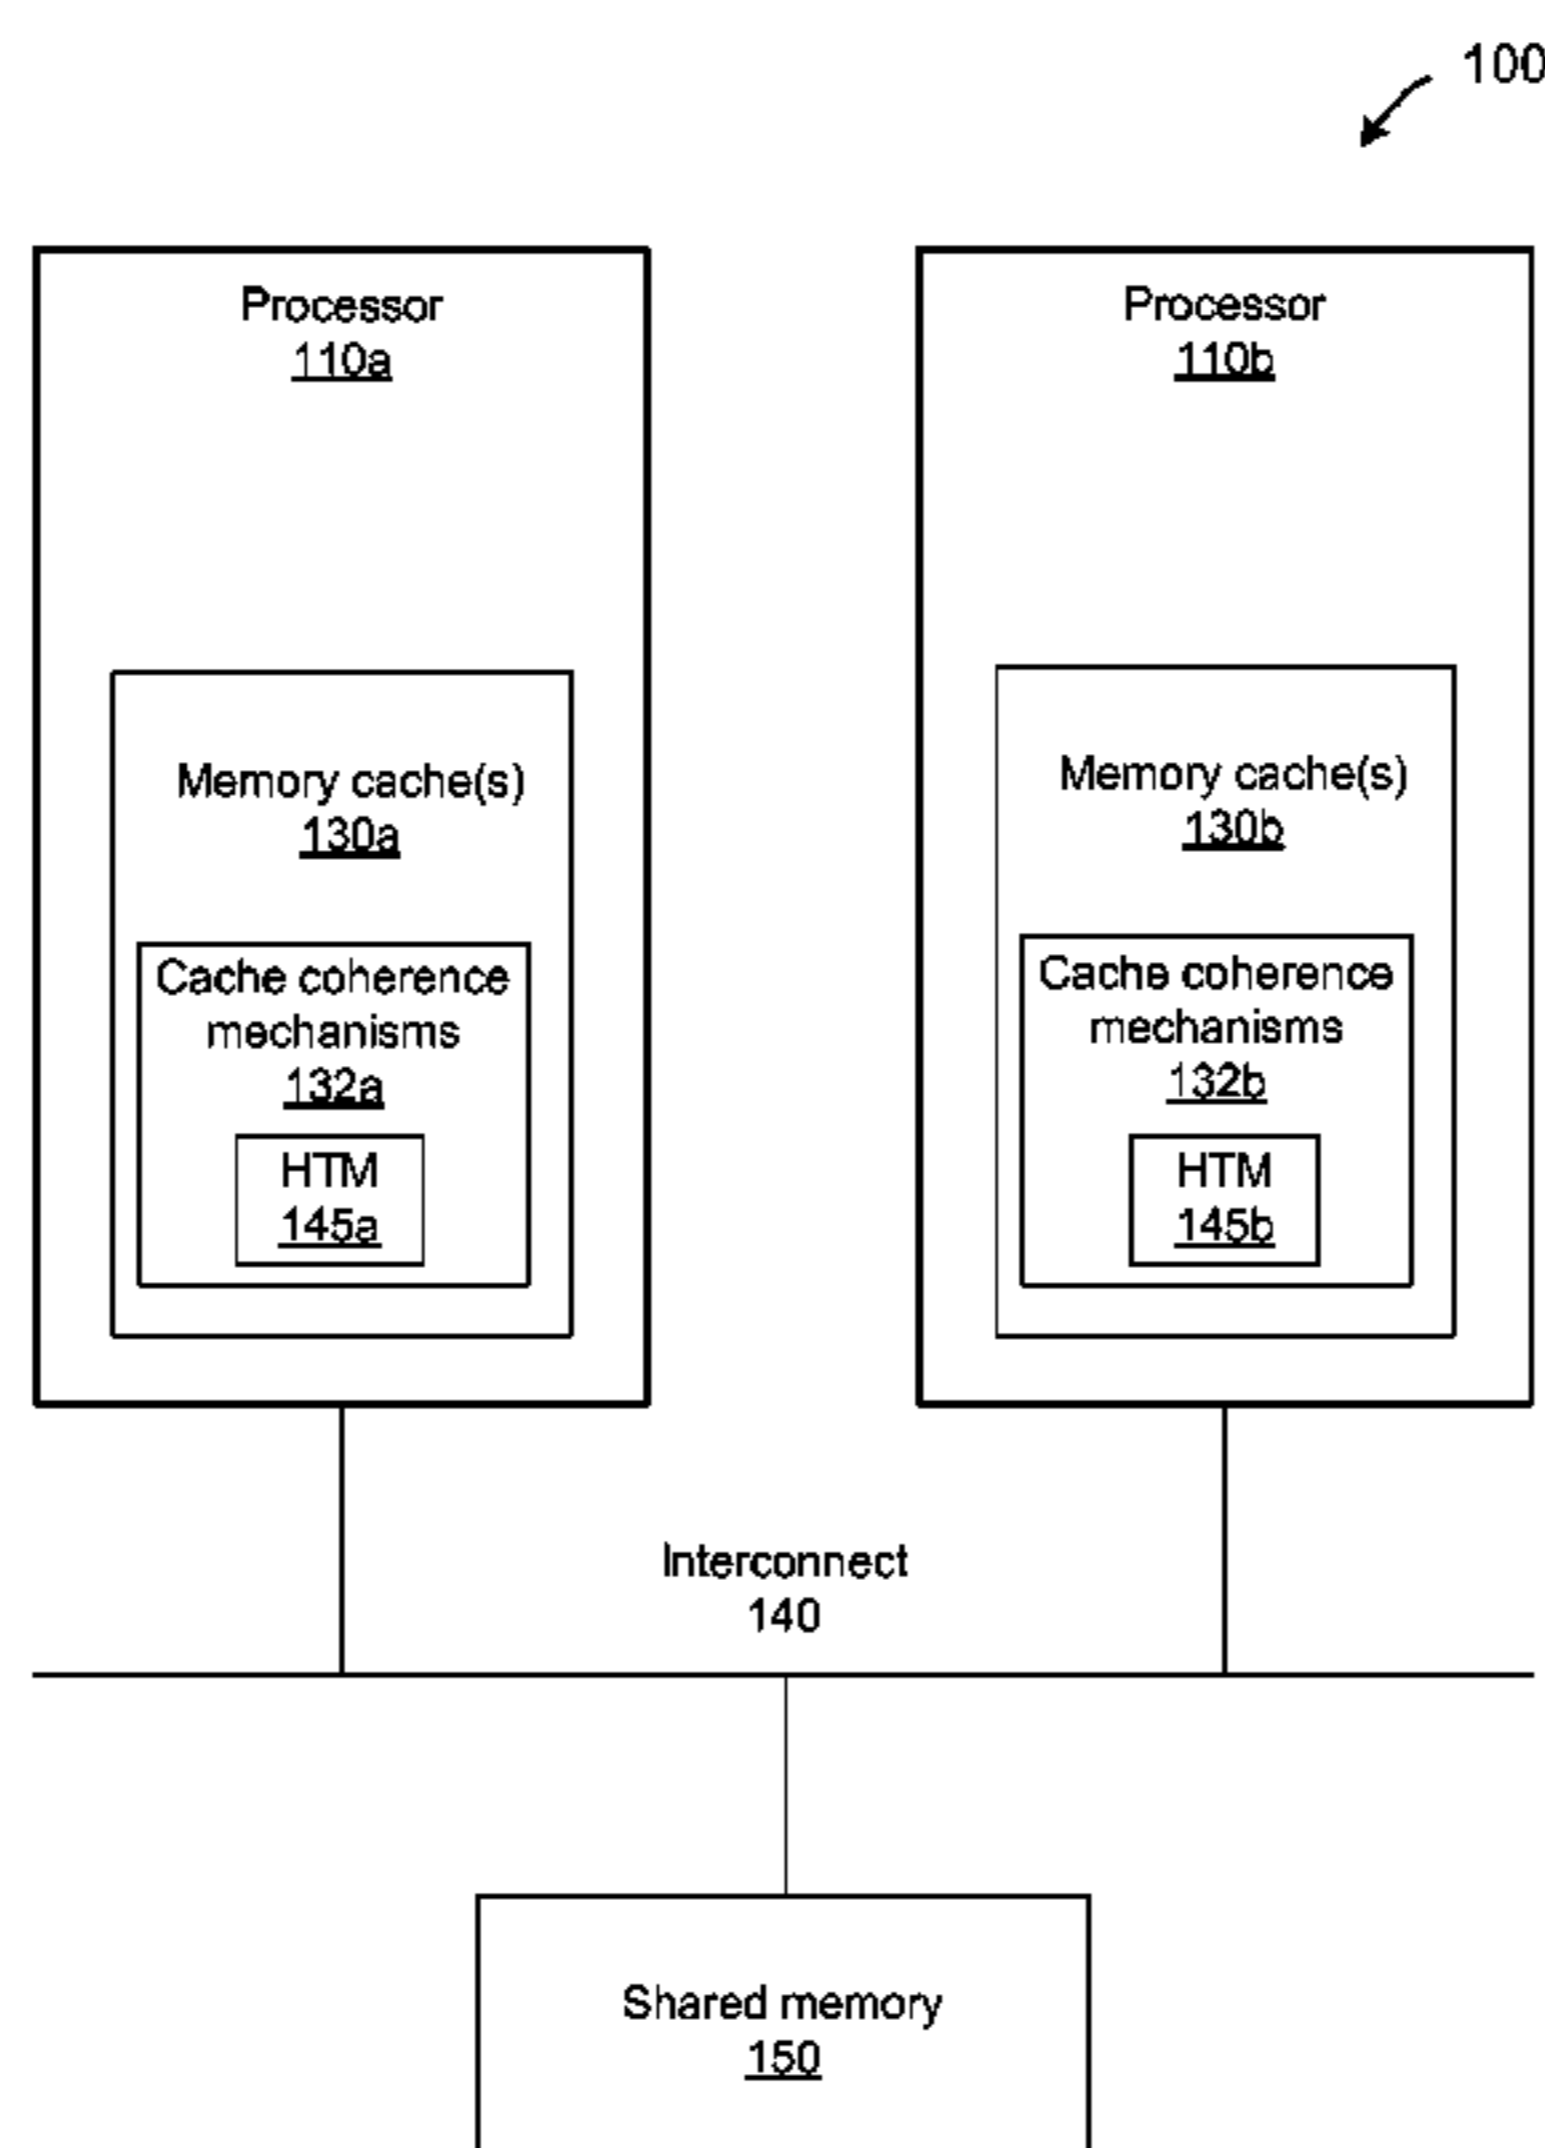 100
Processor
110a
Memory cache(s)
130a
Cache coherence
mechanisms
132a
HTM
145a
Processor
110b
Memory cache(s)
130b
Cache coherence
mechanisms
132b
HTM
145b
Interconnect
140
Shared memory
150